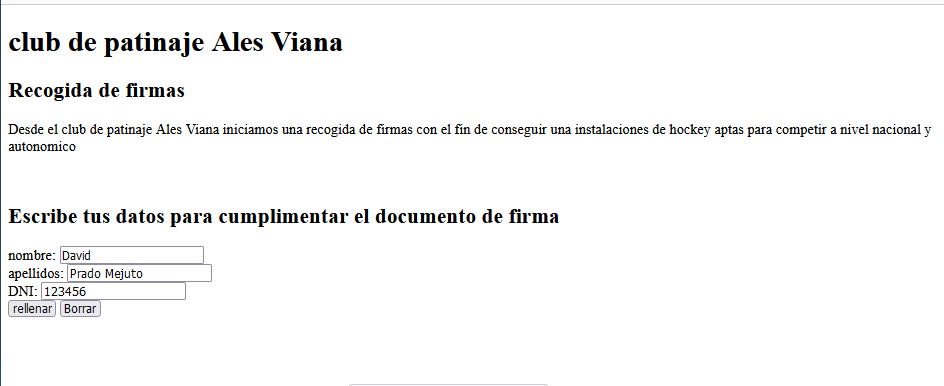 club de patinaje Ales Viana
Recogida de firmas
Desde el club de patinaje Ales Viana iniciamos una recogida de firmas con el fin de conseguir una instalaciones de hockey aptas para competir a nivel nacional y
autonomico
Escribe tus datos para cumplimentar el documento de firma
nombre: David
apellidos: Prado Mejuto
DNI: 123456
rellenar Borrar